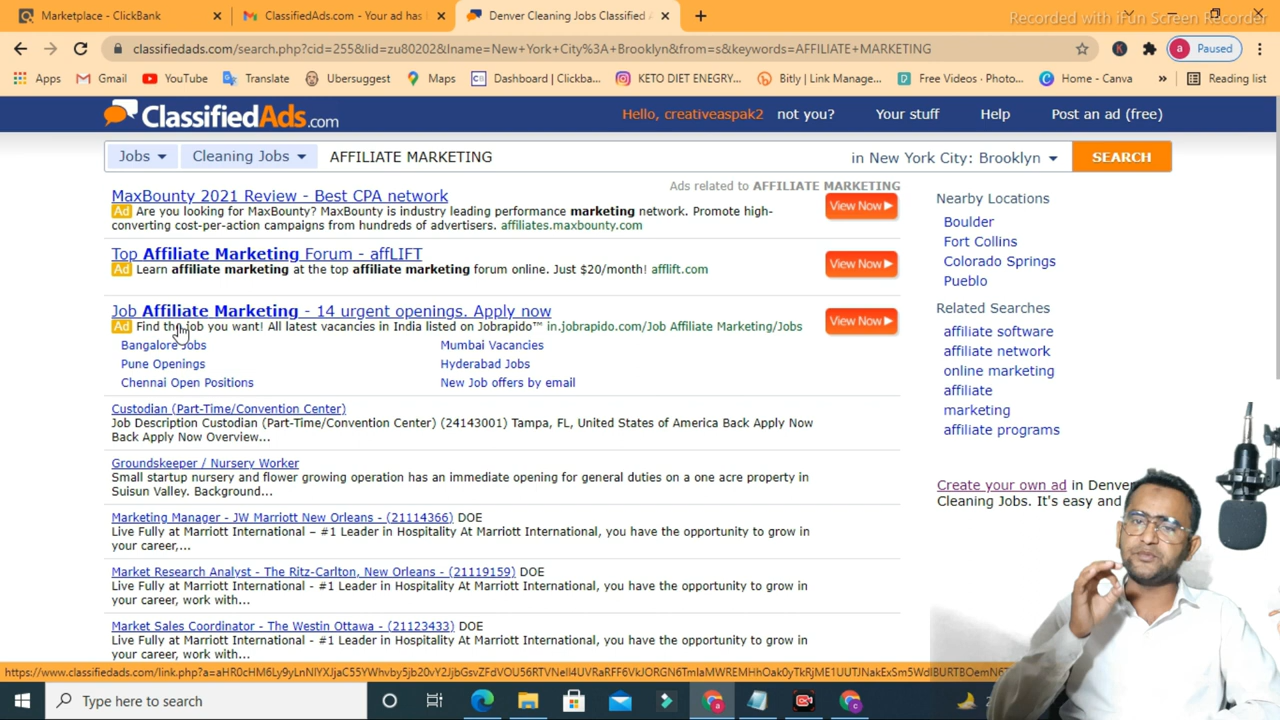 Marketplace - ClickBank
ClassifiedAds.com - Your ad has
Denver Cleaning Jobs Classified
Recorded with iFun Screen Recorder
classifiedads.com/search.php?cid=255&lid=zu80202&lname=New+York+City%3A+Brooklyn&from=s&keywords=AFFILIATE+MARKETING
a Paused
Apps Gmail YouTube Translate Ubersuggest Maps Dashboard | Clickba... KETO DIET ENEGRY... Bitly | Link Manage... Free Videos · Photo... Home - Canva » Reading list
ClassifiedAds.com
Hello, creativeaspak2 not you? Your stuff Help Post an ad (free)
Jobs Cleaning Jobs AFFILIATE MARKETING in New York City: Brooklyn SEARCH
Ads related to AFFILIATE MARKETING
MaxBounty 2021 Review - Best CPA network
Ad Are you looking for MaxBounty? MaxBounty is industry leading performance marketing network. Promote high-
converting cost-per-action campaigns from hundreds of advertisers. affiliates.maxbounty.com
View Now
Top Affiliate Marketing Forum - affLIFT
Ad Learn affiliate marketing at the top affiliate marketing forum online. Just $20/month! afflift.com
View Now
Job Affiliate Marketing - 14 urgent openings. Apply now
Ad Find the job you want! All latest vacancies in India listed on Jobrapido™ in.jobrapido.com/Job Affiliate Marketing/Jobs
View Now
Bangalore Jobs Mumbai Vacancies
Pune Openings Hyderabad Jobs
Chennai Open Positions New Job offers by email
Custodian (Part-Time/Convention Center)
Job Description Custodian (Part-Time/Convention Center) (24143001) Tampa, FL, United States of America Back Apply Now
Back Apply Now Overview...
Groundskeeper / Nursery Worker
Small startup nursery and flower growing operation has an immediate opening for general duties on a one acre property in
Suisun Valley. Background...
Marketing Manager - JW Marriott New Orleans - (21114366) DOE
Live Fully at Marriott International – #1 Leader in Hospitality At Marriott International, you have the opportunity to grow in
your career,...
Market Research Analyst - The Ritz-Carlton, New Orleans - (21119159) DOE
Live Fully at Marriott International - #1 Leader in Hospitality At Marriott International, you have the opportunity to grow in
your career, work with...
Market Sales Coordinator - The Westin Ottawa - (21123433) DOE
Live Fully at Marriott International - #1 Leader in Hospitality At Marriott International, you have the opportunity to grow in
Nearby Locations
Boulder
Fort Collins
Colorado Springs
Pueblo
Related Searches
affiliate software
affiliate network
online marketing
affiliate
marketing
affiliate programs
Create your own ad in Denver
Cleaning Jobs. It's easy and
Type here to search